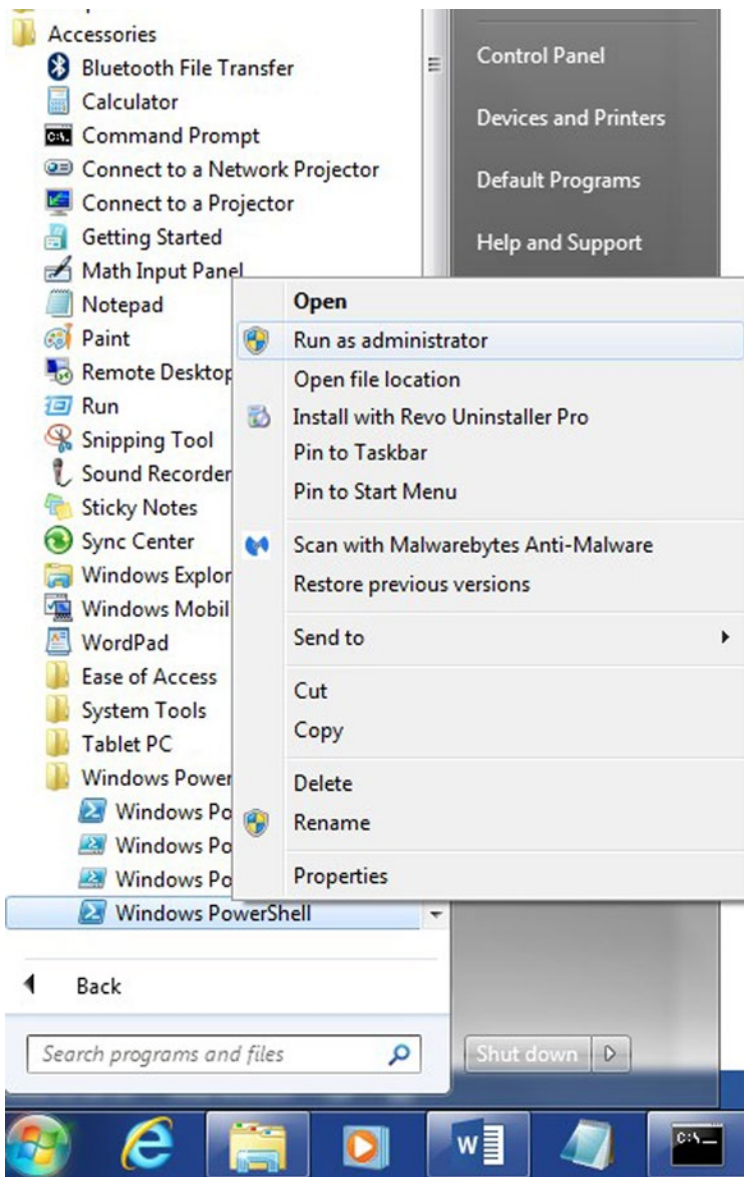 Accessories
Bluetooth File Transfer
Calculator
Command Prompt
Connect to a Network Projector
Connect to a Projector
Getting Started
Math Input Panel
Notepad
Paint
Remote Desktop
Run
Snipping Tool
Sound Recorder
Sticky Notes
Sync Center
Windows Explor
Windows Mobil
WordPad
Ease of Access
System Tools
Tablet PC
Windows Power
Windows Po
Windows Po
Windows Po
Windows PowerShell
Back
Search programs and files
Control Panel
Devices and Printers
Default Programs
Help and Support
Open
Run as administrator
Open file location
Install with Revo Uninstaller Pro
Pin to Taskbar
Pin to Start Menu
Scan with Malwarebytes Anti-Malware
Restore previous versions
Send to
Cut
Copy
Delete
Rename
Properties
Shut down
W
C:\